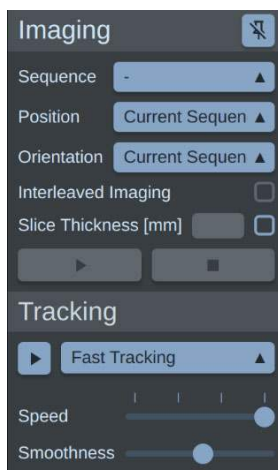 Imaging
Sequence -
Position Current Sequen
Orientation Current Sequen
Interleaved Imaging
Slice Thickness [mm]
Tracking
Fast Tracking
Speed
Smoothness